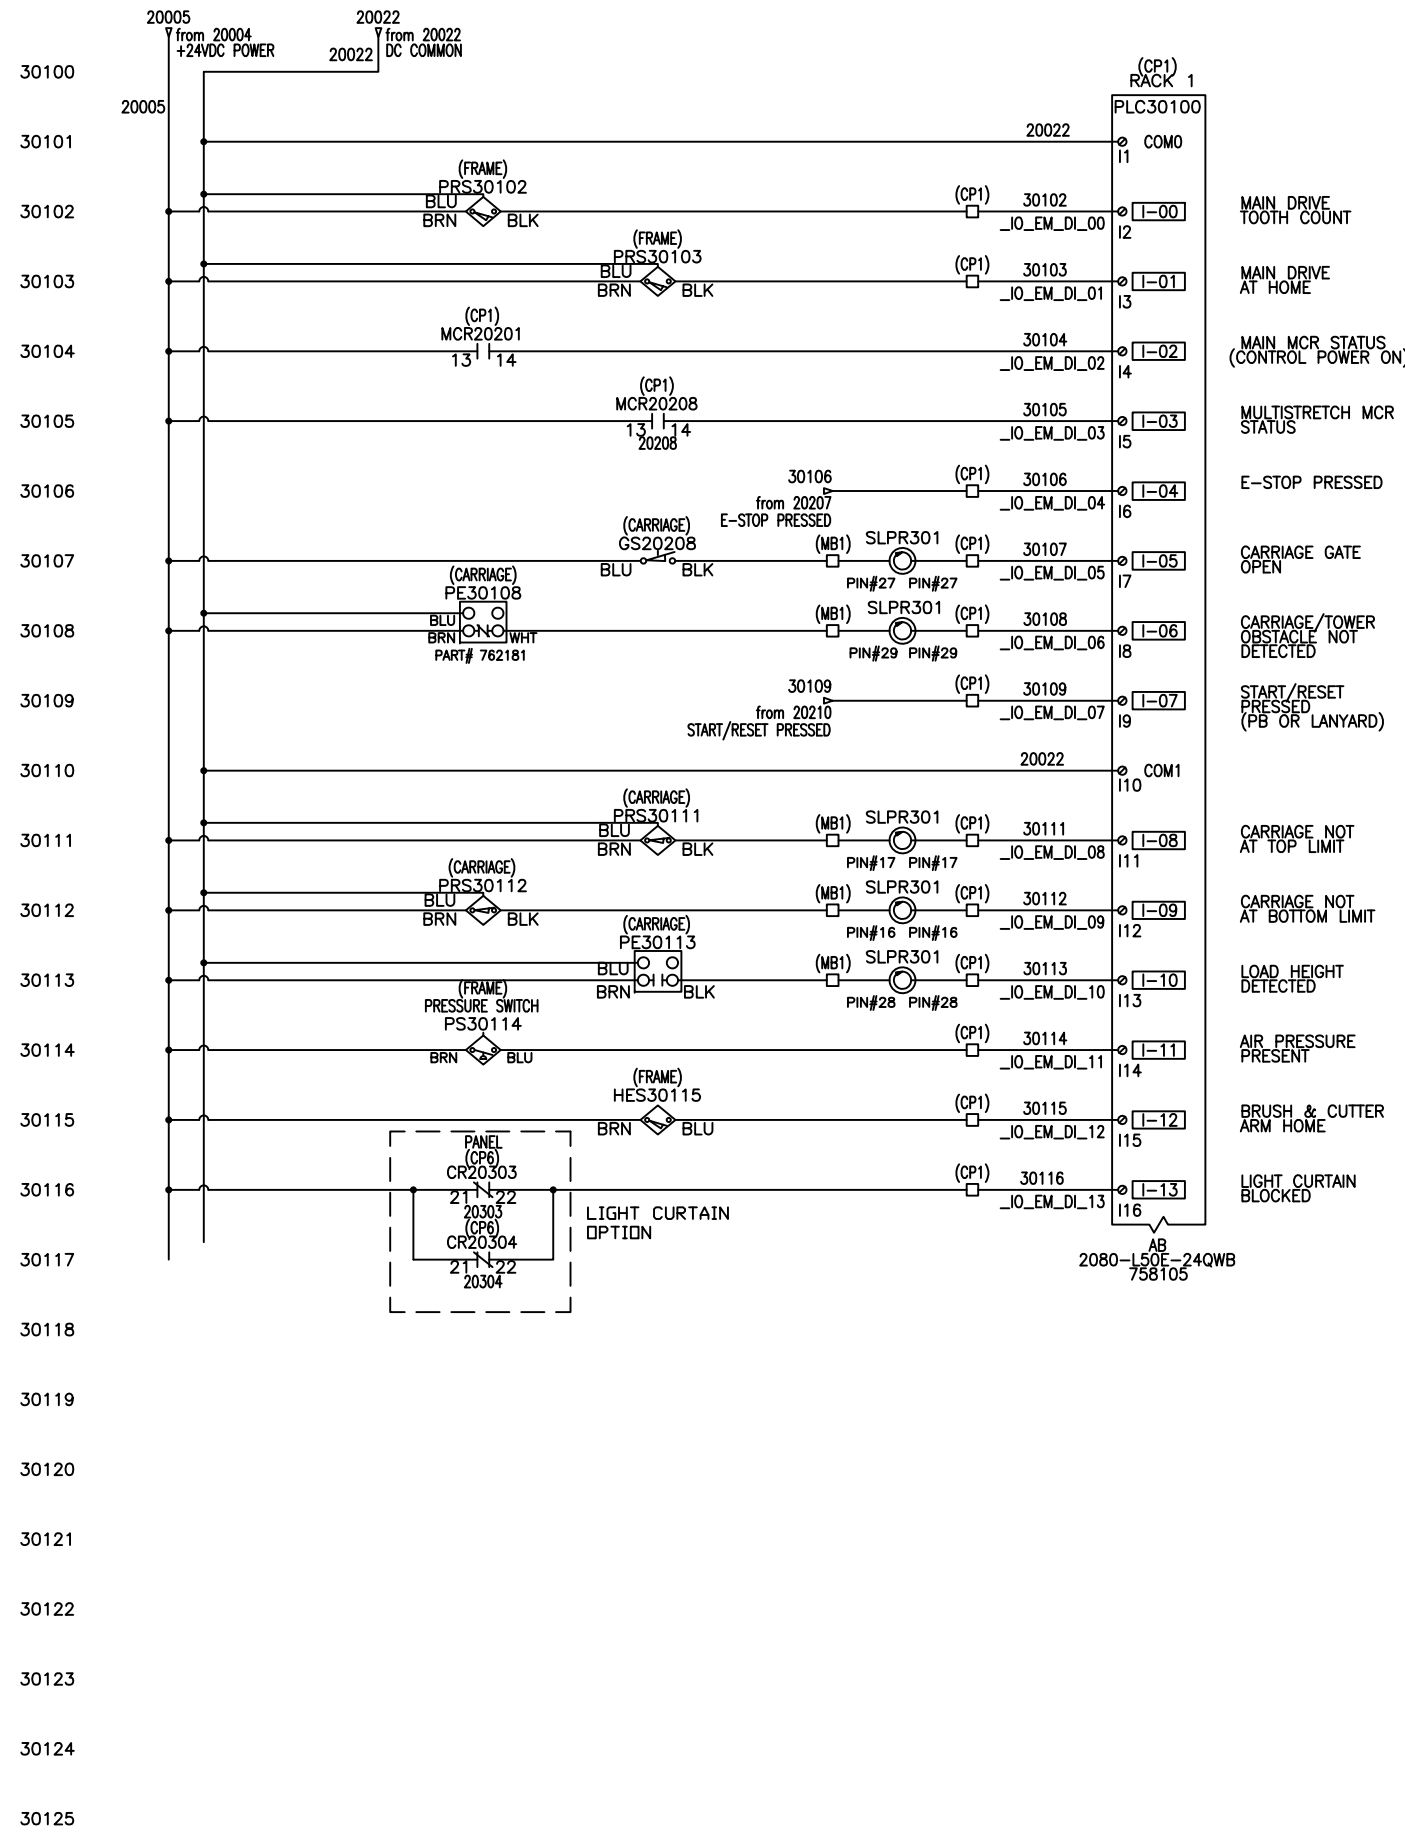 20005
from 20004
+24VDC POWER
20022
from 20022
DC COMMON
20022
30100
(CP1)
RACK 1
20005
PLC30100
30101
20022
COM0
I1
(FRAME)
PRS30102
BLU
30102
BRN
BLK
(CP1)
30102
_IO_EM_DI_00
I-00
I2
MAIN DRIVE
TOOTH COUNT
(FRAME)
PRS30103
BLU
30103
BRN
BLK
(CP1)
30103
_IO_EM_DI_01
I-01
I3
MAIN DRIVE
AT HOME
(CP1)
MCR20201
30104
13
14
30104
_IO_EM_DI_02
I-02
I4
MAIN MCR STATUS
(CONTROL POWER ON)
(CP1)
MCR20208
30105
13
14
20208
30105
_IO_EM_DI_03
I-03
I5
MULTISTRETCH MCR
STATUS
30106
30106
from 20207
E-STOP PRESSED
(CP1)
30106
_IO_EM_DI_04
I-04
I6
E-STOP PRESSED
(CARRIAGE)
GS20208
30107
BLU
BLK
(MB1)
SLPR301
PIN#27 PIN#27
(CP1)
30107
_IO_EM_DI_05
I-05
I7
CARRIAGE GATE
OPEN
(CARRIAGE)
PE30108
BLU
30108
BRN
WHT
PART# 762181
(MB1)
SLPR301
PIN#29 PIN#29
(CP1)
30108
_IO_EM_DI_06
I-06
I8
CARRIAGE/TOWER
OBSTACLE NOT
DETECTED
30109
30109
from 20210
START/RESET PRESSED
(CP1)
30109
_IO_EM_DI_07
I-07
I9
START/RESET
PRESSED
(PB OR LANYARD)
30110
20022
COM1
I10
(CARRIAGE)
PRS30111
BLU
30111
BRN
BLK
(MB1)
SLPR301
PIN#17 PIN#17
(CP1)
30111
_IO_EM_DI_08
I-08
I11
CARRIAGE NOT
AT TOP LIMIT
(CARRIAGE)
PRS30112
BLU
30112
BRN
BLK
(MB1)
SLPR301
PIN#16 PIN#16
(CP1)
30112
_IO_EM_DI_09
I-09
I12
CARRIAGE NOT
AT BOTTOM LIMIT
(CARRIAGE)
PE30113
BLU
30113
BRN
BLK
(MB1)
SLPR301
PIN#28 PIN#28
(CP1)
30113
_IO_EM_DI_10
I-10
I13
LOAD HEIGHT
DETECTED
(FRAME)
PRESSURE SWITCH
PS30114
30114
BRN
BLU
(CP1)
30114
_IO_EM_DI_11
I-11
I14
AIR PRESSURE
PRESENT
(FRAME)
HES30115
30115
BRN
BLU
(CP1)
30115
_IO_EM_DI_12
I-12
I15
BRUSH & CUTTER
ARM HOME
PANEL
(CP6)
CR20303
30116
21
22
20303
(CP1)
30116
_IO_EM_DI_13
I-13
I16
LIGHT CURTAIN
BLOCKED
(CP6)
CR20304
30117
21
22
20304
LIGHT CURTAIN
OPTION
AB
2080-L50E-24QWB
758105
30118
30119
30120
30121
30122
30123
30124
30125